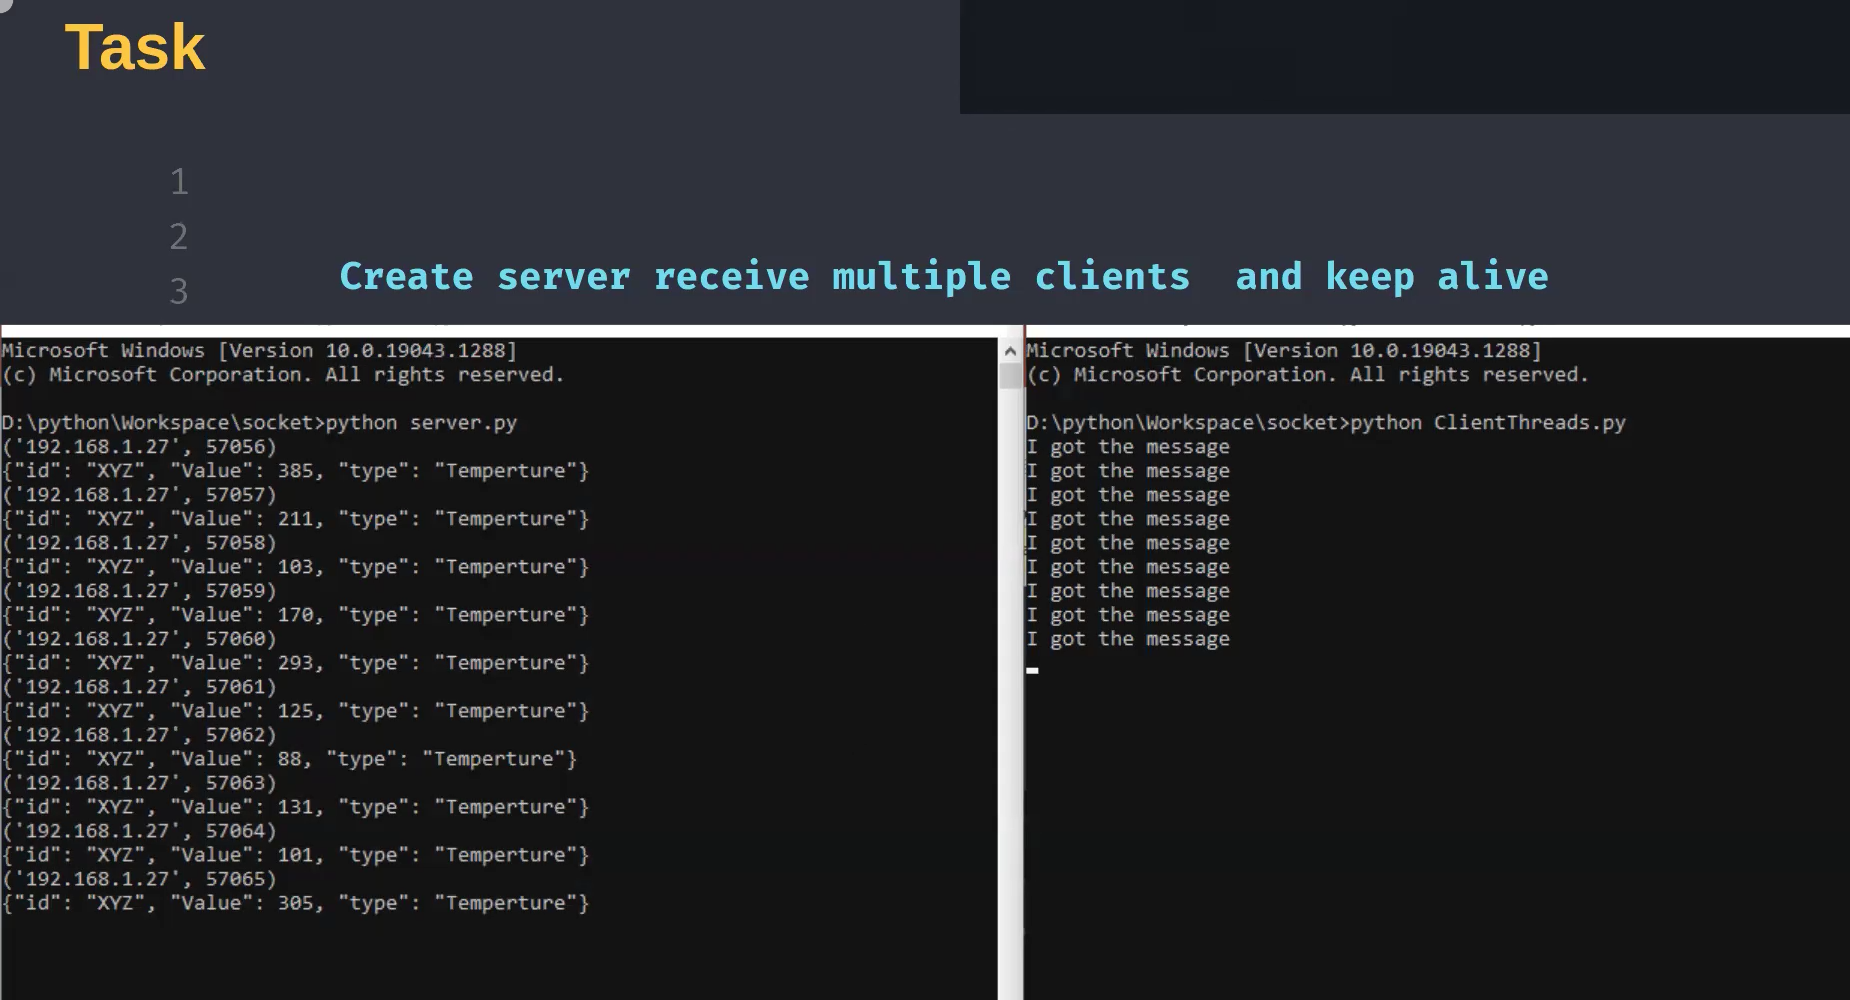 Task
1
2
3
Create server receive multiple clients  and keep alive
Microsoft Windows [Version 10.0.19043.1288]
(c) Microsoft Corporation. All rights reserved.
D:\python\Workspace\socket>python server.py
('192.168.1.27', 57056)
{"id": "XYZ", "Value": 385, "type": "Temperture"}
('192.168.1.27', 57057)
{"id": "XYZ", "Value": 211, "type": "Temperture"}
('192.168.1.27', 57058)
{"id": "XYZ", "Value": 103, "type": "Temperture"}
('192.168.1.27', 57059)
{"id": "XYZ", "Value": 170, "type": "Temperture"}
('192.168.1.27', 57060)
{"id": "XYZ", "Value": 293, "type": "Temperture"}
('192.168.1.27', 57061)
{"id": "XYZ", "Value": 125, "type": "Temperture"}
('192.168.1.27', 57062)
{"id": "XYZ", "Value": 88, "type": "Temperture"}
('192.168.1.27', 57063)
{"id": "XYZ", "Value": 131, "type": "Temperture"}
('192.168.1.27', 57064)
{"id": "XYZ", "Value": 101, "type": "Temperture"}
('192.168.1.27', 57065)
{"id": "XYZ", "Value": 305, "type": "Temperture"}
Microsoft Windows [Version 10.0.19043.1288]
(c) Microsoft Corporation. All rights reserved.
D:\python\Workspace\socket>python ClientThreads.py
I got the message
I got the message
I got the message
I got the message
I got the message
I got the message
I got the message
I got the message
I got the message